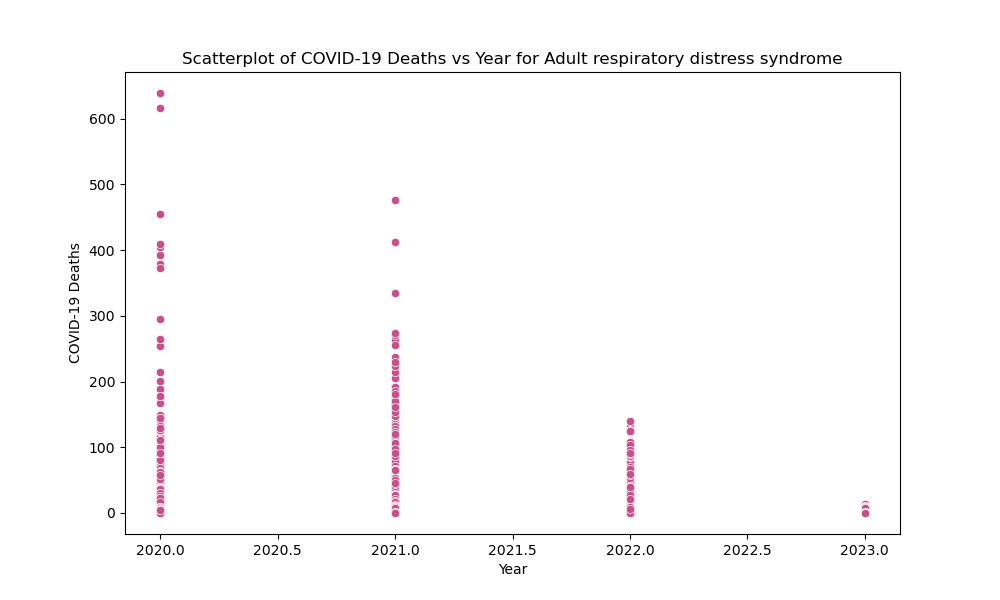 Scatterplot of COVID-19 Deaths vs Year for Adult respiratory distress syndrome
COVID-19 Deaths
600
500
400
300
200
100
0
2020.0 2020.5 2021.0 2021.5 2022.0 2022.5 2023.0
Year